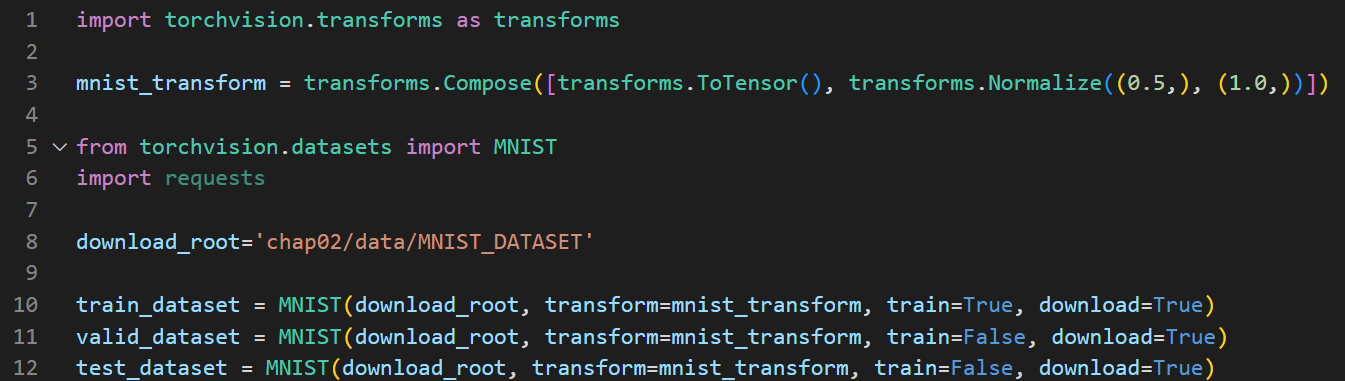 1 import torchvision.transforms as transforms
2
3 mnist_transform = transforms.Compose([transforms.ToTensor(), transforms.Normalize((0.5,), (1.0,))])
4
5 from torchvision.datasets import MNIST
6 import requests
7
8 download_root='chap02/data/MNIST_DATASET'
9
10 train_dataset = MNIST(download_root, transform=mnist_transform, train=True, download=True)
11 valid_dataset = MNIST(download_root, transform=mnist_transform, train=False, download=True)
12 test_dataset = MNIST(download_root, transform=mnist_transform, train=False, download=True)